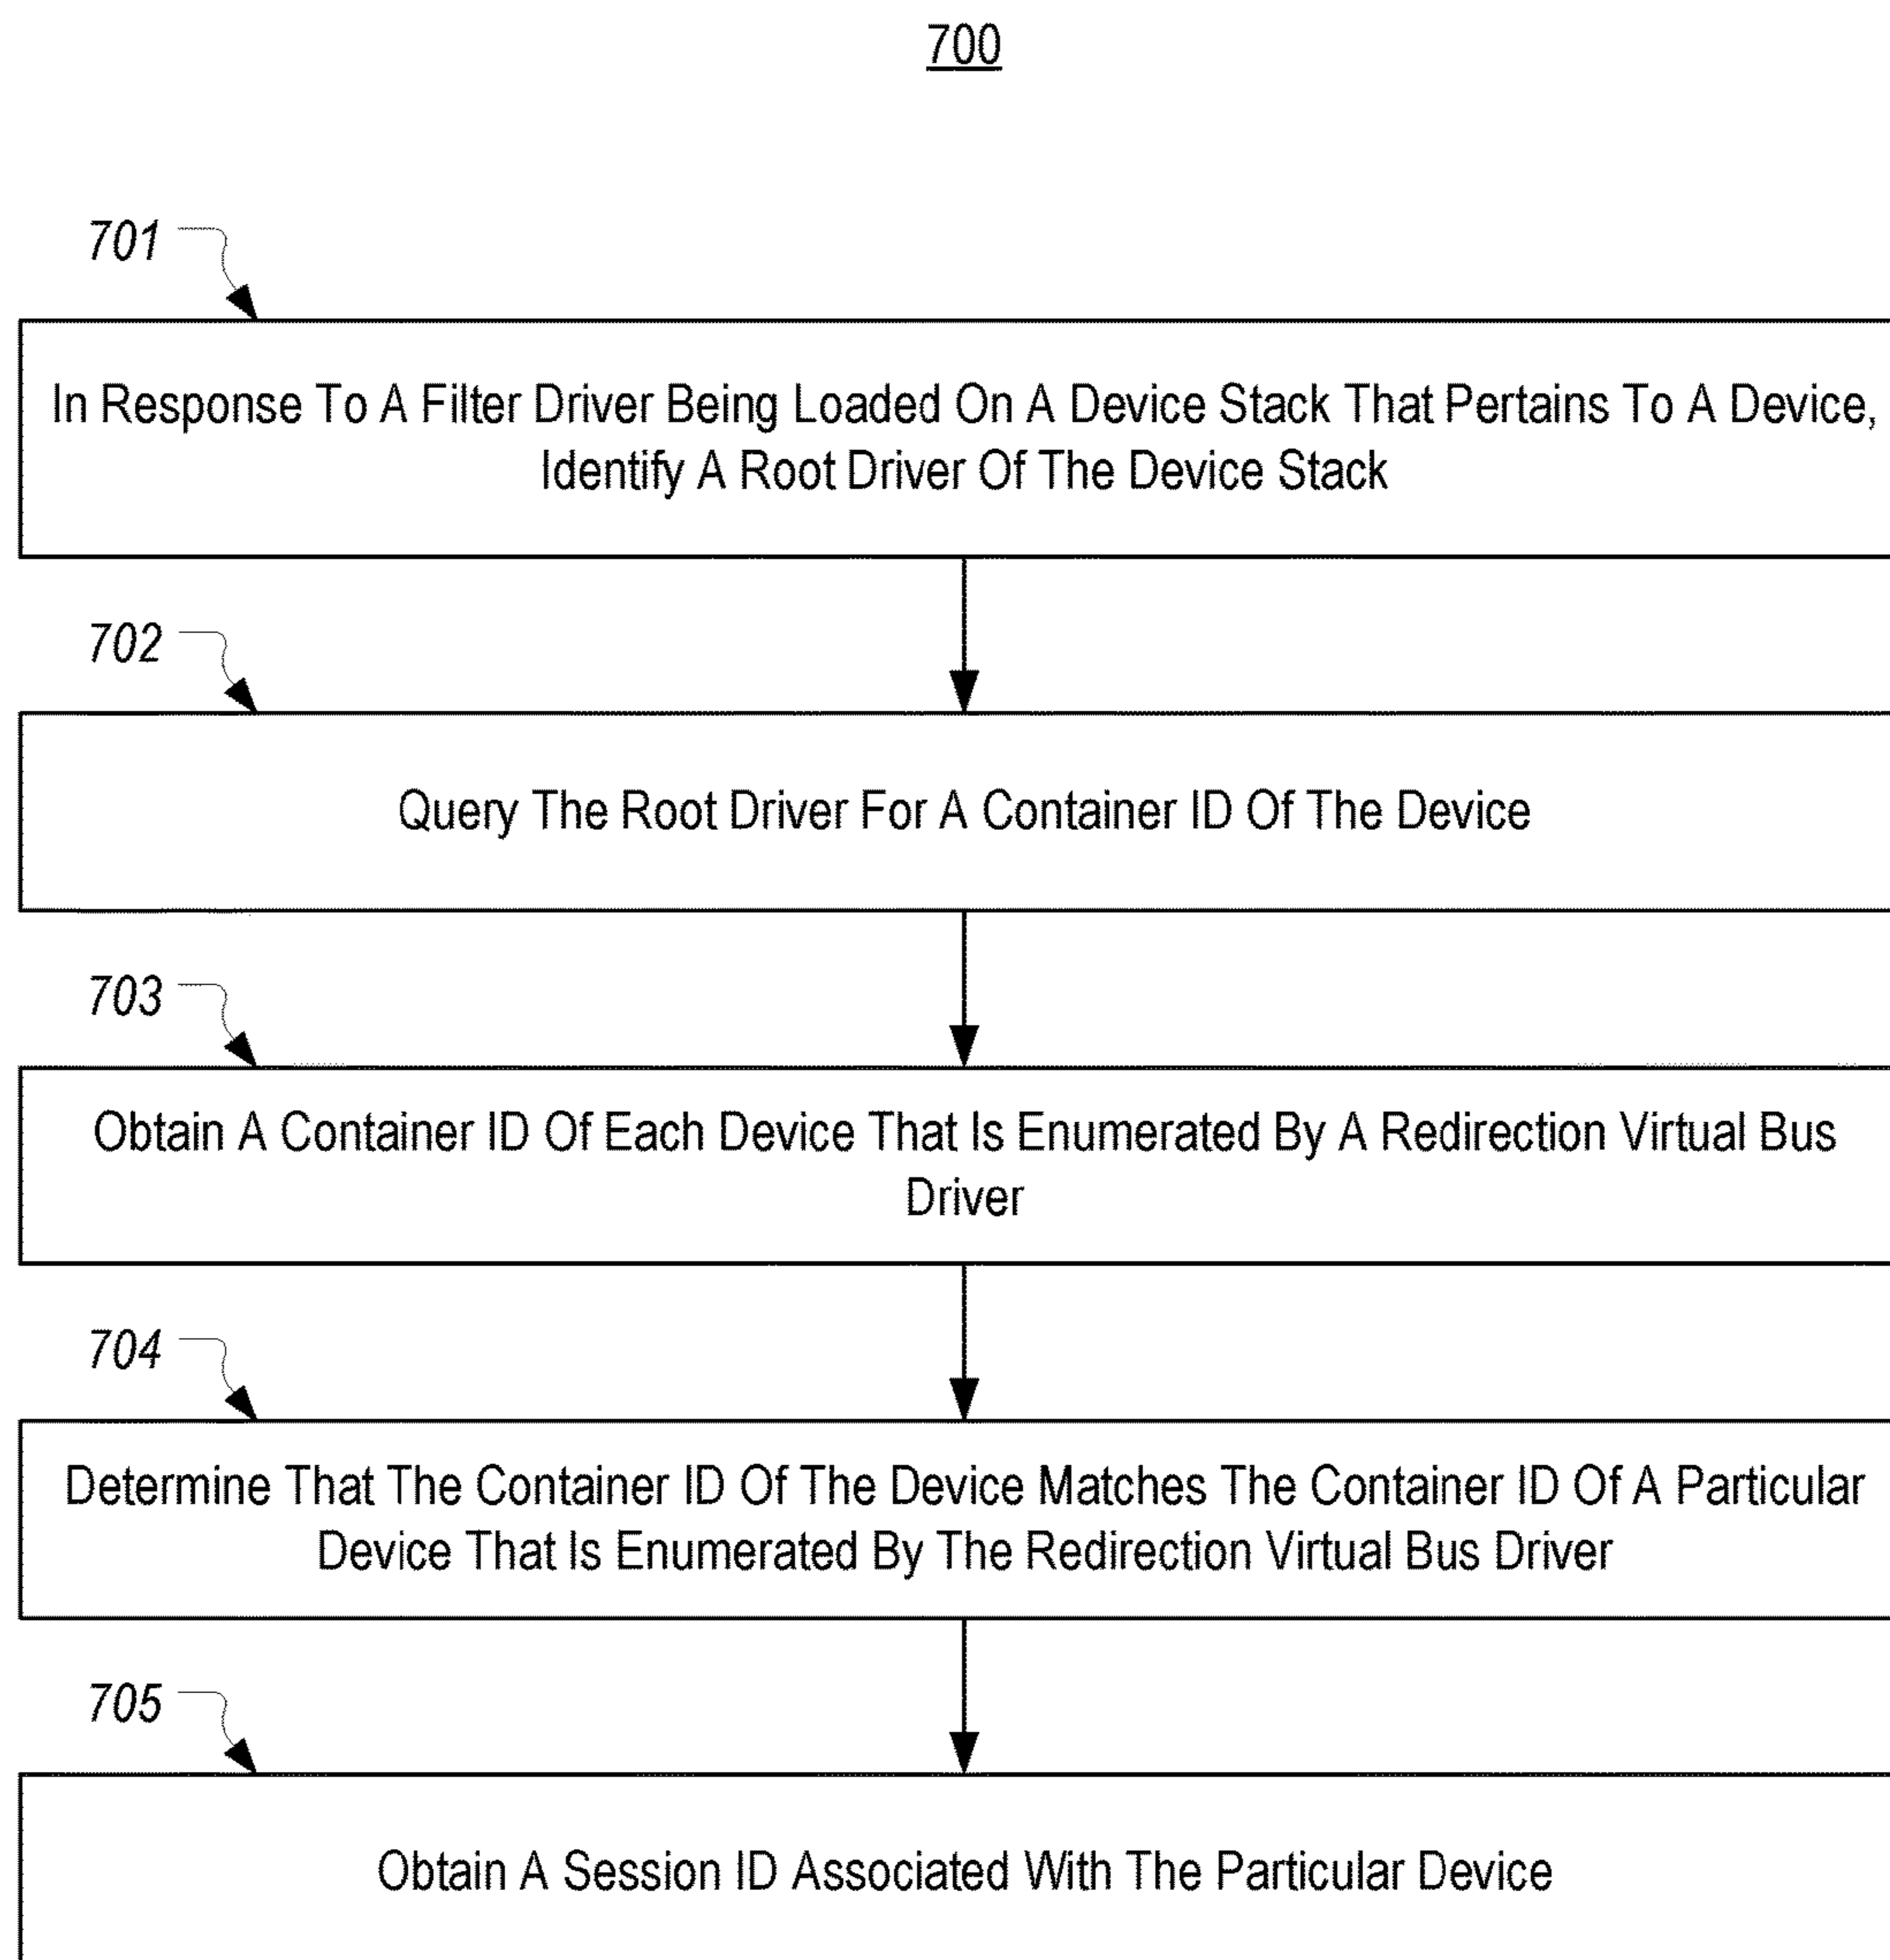 700
701
In Response To A Filter Driver Being Loaded On A Device Stack That Pertains To A Device,
Identify A Root Driver Of The Device Stack
702
Query The Root Driver For A Container ID Of The Device
703
Obtain A Container ID Of Each Device That Is Enumerated By A Redirection Virtual Bus
Driver
704
Determine That The Container ID Of The Device Matches The Container ID Of A Particular
Device That Is Enumerated By The Redirection Virtual Bus Driver
705
Obtain A Session ID Associated With The Particular Device